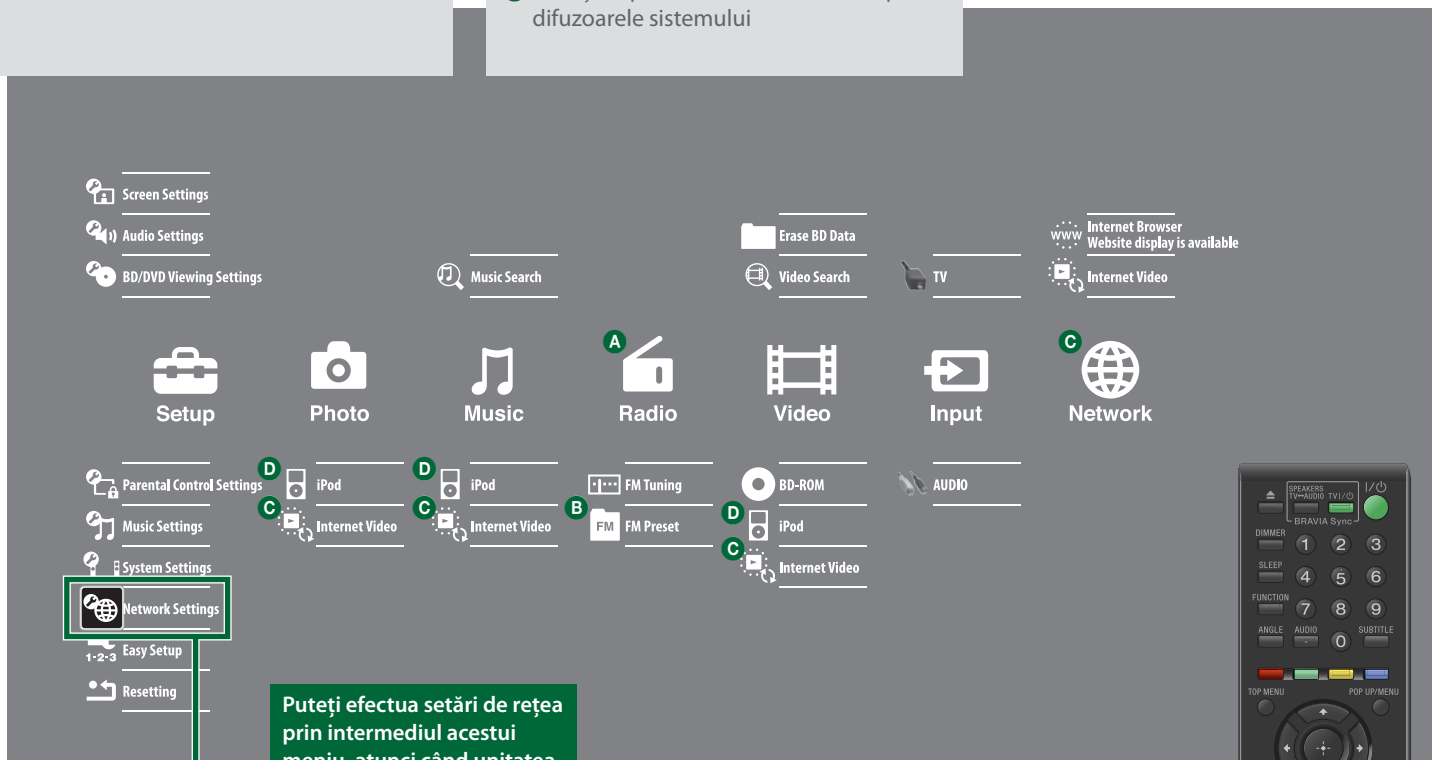 difuzoarele sistemului
Screen Settings
Audio Settings
BD/DVD Viewing Settings
Music Search
Erase BD Data
Video Search
TV
www
Internet Browser
Website display is available
Internet Video
Setup
Photo
Music
A
Radio
Video
Input
C
Network
Parental Control Settings
Music Settings
System Settings
Network Settings
1-2-3 Easy Setup
Resetting
D iPod
C Internet Video
D iPod
C Internet Video
FM Tuning
B FM FM Preset
BD-ROM
D iPod
C Internet Video
AUDIO
Puteți efectua setări de rețea
prin intermediul acestui
meniu, atunci când unitatea
SPEAKERS
TV↔AUDIO TV I/⏻ I/⏻
BRAVIA Sync
DIMMER
1 2 3
SLEEP
4 5 6
FUNCTION
7 8 9
ANGLE AUDIO 0 SUBTITLE
TOP MENU POP UP/MENU